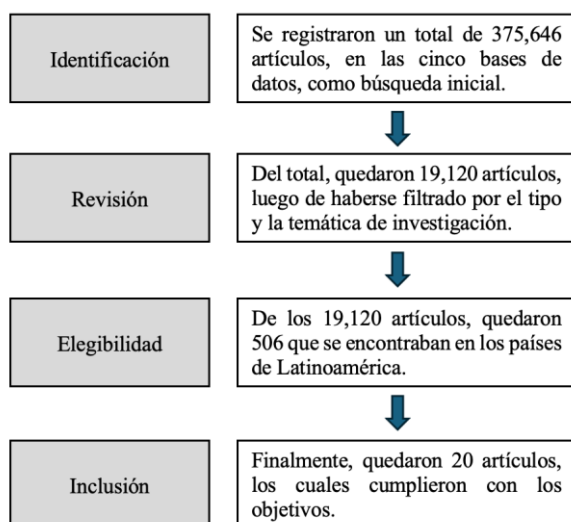 Identificación
Se registraron un total de 375,646
artículos, en las cinco bases de
datos, como búsqueda inicial.
Revisión
Del total, quedaron 19,120 artículos,
luego de haberse filtrado por el tipo
y la temática de investigación.
Elegibilidad
De los 19,120 artículos, quedaron
506 que se encontraban en los países
de Latinoamérica.
Inclusión
Finalmente, quedaron 20 artículos,
los cuales cumplieron con los
objetivos.